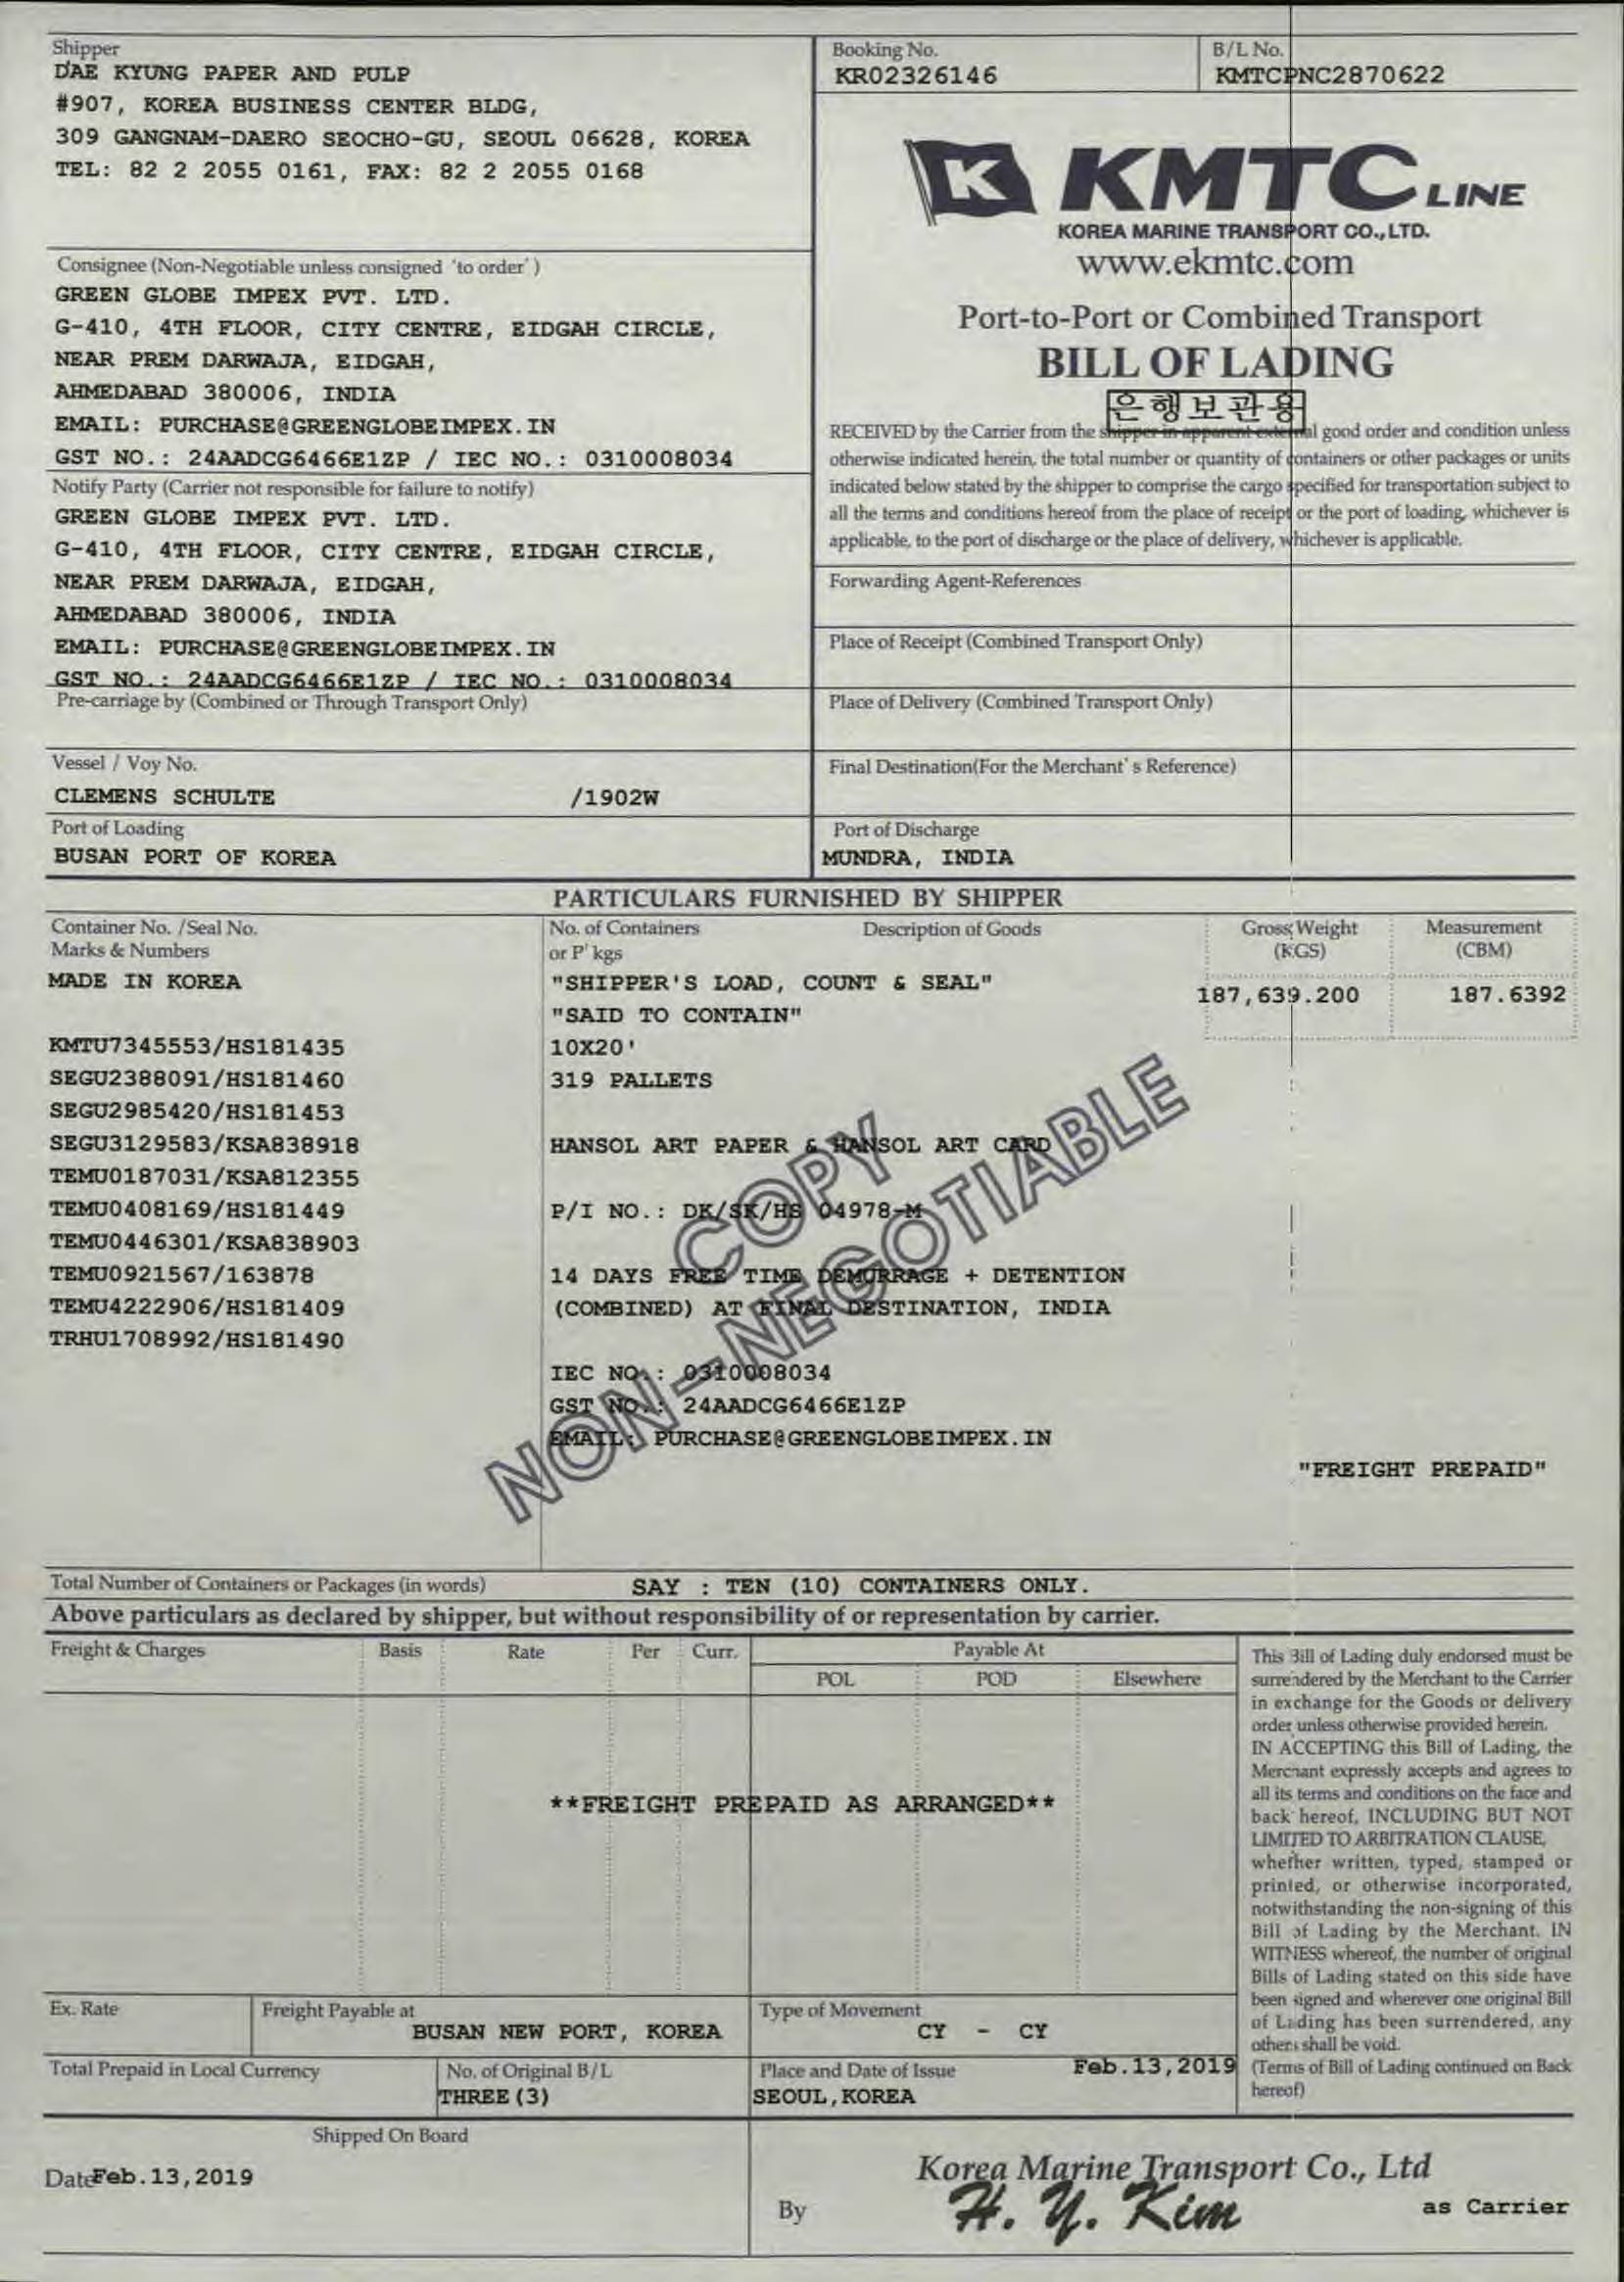 Shipper
DAE KYUNG PAPER AND PULP
#907, KOREA BUSINESS CENTER BLDG,
309 GANGNAM-DAERO SEOCHO-GU, SEOUL 06628, KOREA
TEL: 82 2 2055 0161, FAX: 82 2 2055 0168
Booking No.
KR02326146
B/L No.
KMTCPNC2870622
K KMTC LINE
KOREA MARINE TRANSPORT CO.,LTD.
www.ekmtc.com
Port-to-Port or Combined Transport
BILL OF LADING
은행보관용
RECEIVED by the Carrier from the shipper in apparent external good order and condition unless
otherwise indicated herein, the total number or quantity of containers or other packages or units
indicated below stated by the shipper to comprise the cargo specified for transportation subject to
all the terms and conditions hereof from the place of receipt or the port of loading, whichever is
applicable, to the port of discharge or the place of delivery, whichever is applicable.
Consignee (Non-Negotiable unless consigned 'to order')
GREEN GLOBE IMPEX PVT. LTD.
G-410, 4TH FLOOR, CITY CENTRE, EIDGAH CIRCLE,
NEAR PREM DARWAJA, EIDGAH,
AHMEDABAD 380006, INDIA
EMAIL: PURCHASE@GREENGLOBEIMPEX.IN
GST NO.: 24AADCG6466E1ZP / IEC NO.: 0310008034
Notify Party (Carrier not responsible for failure to notify)
GREEN GLOBE IMPEX PVT. LTD.
G-410, 4TH FLOOR, CITY CENTRE, EIDGAH CIRCLE,
NEAR PREM DARWAJA, EIDGAH,
AHMEDABAD 380006, INDIA
EMAIL: PURCHASE@GREENGLOBEIMPEX.IN
GST NO.: 24AADCG6466E1ZP / IEC NO.: 0310008034
Forwarding Agent-References
Place of Receipt (Combined Transport Only)
Pre-carriage by (Combined or Through Transport Only)
Place of Delivery (Combined Transport Only)
Vessel / Voy No.
CLEMENS SCHULTE /1902W
Final Destination(For the Merchant's Reference)
Port of Loading
BUSAN PORT OF KOREA
Port of Discharge
MUNDRA, INDIA
PARTICULARS FURNISHED BY SHIPPER
Container No. /Seal No.
Marks & Numbers
No. of Containers
or P'kgs
Description of Goods
Gross Weight
(KGS)
Measurement
(CBM)
MADE IN KOREA
KMTU7345553/HS181435
SEGU2388091/HS181460
SEGU2985420/HS181453
SEGU3129583/KSA838918
TEMU0187031/KSA812355
TEMU0408169/HS181449
TEMU0446301/KSA838903
TEMU0921567/163878
TEMU4222906/HS181409
TRHU1708992/HS181490
"SHIPPER'S LOAD, COUNT & SEAL"
"SAID TO CONTAIN"
10X20'
319 PALLETS
HANSOL ART PAPER & HANSOL ART CARD
P/I NO.: DK/SK/HS 04978-M
14 DAYS FREE TIME DEMURRAGE + DETENTION
(COMBINED) AT FINAL DESTINATION, INDIA
IEC NO.: 0310008034
GST NO.: 24AADCG6466E1ZP
EMAIL: PURCHASE@GREENGLOBEIMPEX.IN
187,639.200
187.6392
"FREIGHT PREPAID"
COPY
NON-NEGOTIABLE
Total Number of Containers or Packages (in words)
SAY : TEN (10) CONTAINERS ONLY.
Above particulars as declared by shipper, but without responsibility of or representation by carrier.
Freight & Charges
Basis
Rate
Per
Curr.
Payable At
POL
POD
Elsewhere
**FREIGHT PREPAID AS ARRANGED**
This Bill of Lading duly endorsed must be
surrendered by the Merchant to the Carrier
in exchange for the Goods or delivery
order unless otherwise provided herein.
IN ACCEPTING this Bill of Lading, the
Merchant expressly accepts and agrees to
all its terms and conditions on the face and
back hereof, INCLUDING BUT NOT
LIMITED TO ARBITRATION CLAUSE,
whether written, typed, stamped or
printed, or otherwise incorporated,
notwithstanding the non-signing of this
Bill of Lading by the Merchant. IN
WITNESS whereof, the number of original
Bills of Lading stated on this side have
been signed and wherever one original Bill
of Lading has been surrendered, any
others shall be void.
(Terms of Bill of Lading continued on Back
hereof)
Ex. Rate
Freight Payable at
BUSAN NEW PORT, KOREA
Type of Movement
CY - CY
Total Prepaid in Local Currency
No. of Original B/L
THREE(3)
Place and Date of Issue
Feb.13,2019
SEOUL,KOREA
Shipped On Board
Date Feb.13,2019
Korea Marine Transport Co., Ltd
By
H. Y. Kim
as Carrier